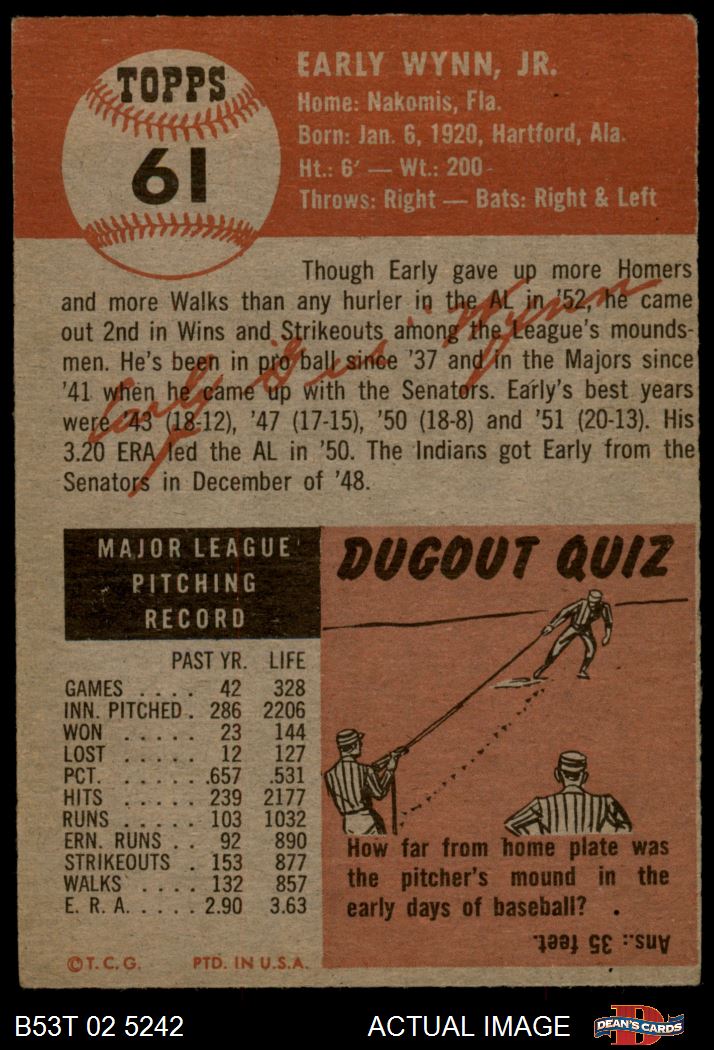 TOPPS
61
EARLY WYNN, JR.
Home: Nakomis, Fla.
Born: Jan. 6, 1920, Hartford, Ala.
Ht.: 6' — Wt.: 200
Throws: Right — Bats: Right & Left
Though Early gave up more Homers
and more Walks than any hurler in the AL in '52, he came
out 2nd in Wins and Strikeouts among the League's mounds-
men. He's been in pro ball since '37 and in the Majors since
'41 when he came up with the Senators. Early's best years
were '43 (18-12), '47 (17-15), '50 (18-8) and '51 (20-13). His
3.20 ERA led the AL in '50. The Indians got Early from the
Senators in December of '48.
Early "Gus" Wynn
MAJOR LEAGUE
PITCHING
RECORD
PAST YR. LIFE
GAMES . . . . 42 328
INN. PITCHED . 286 2206
WON . . . . . 23 144
LOST . . . . . 12 127
PCT. . . . . . .657 .531
HITS . . . . . 239 2177
RUNS . . . . . 103 1032
ERN. RUNS . . 92 890
STRIKEOUTS . 153 877
WALKS . . . . 132 857
E. R. A. . . . . 2.90 3.63
© T. C. G. PTD. IN U.S.A.
DUGOUT QUIZ
How far from home plate was
the pitcher's mound in the
early days of baseball?
Ans.: 35 feet.
B53T 02 5242
ACTUAL IMAGE
D
DEAN'S CARDS